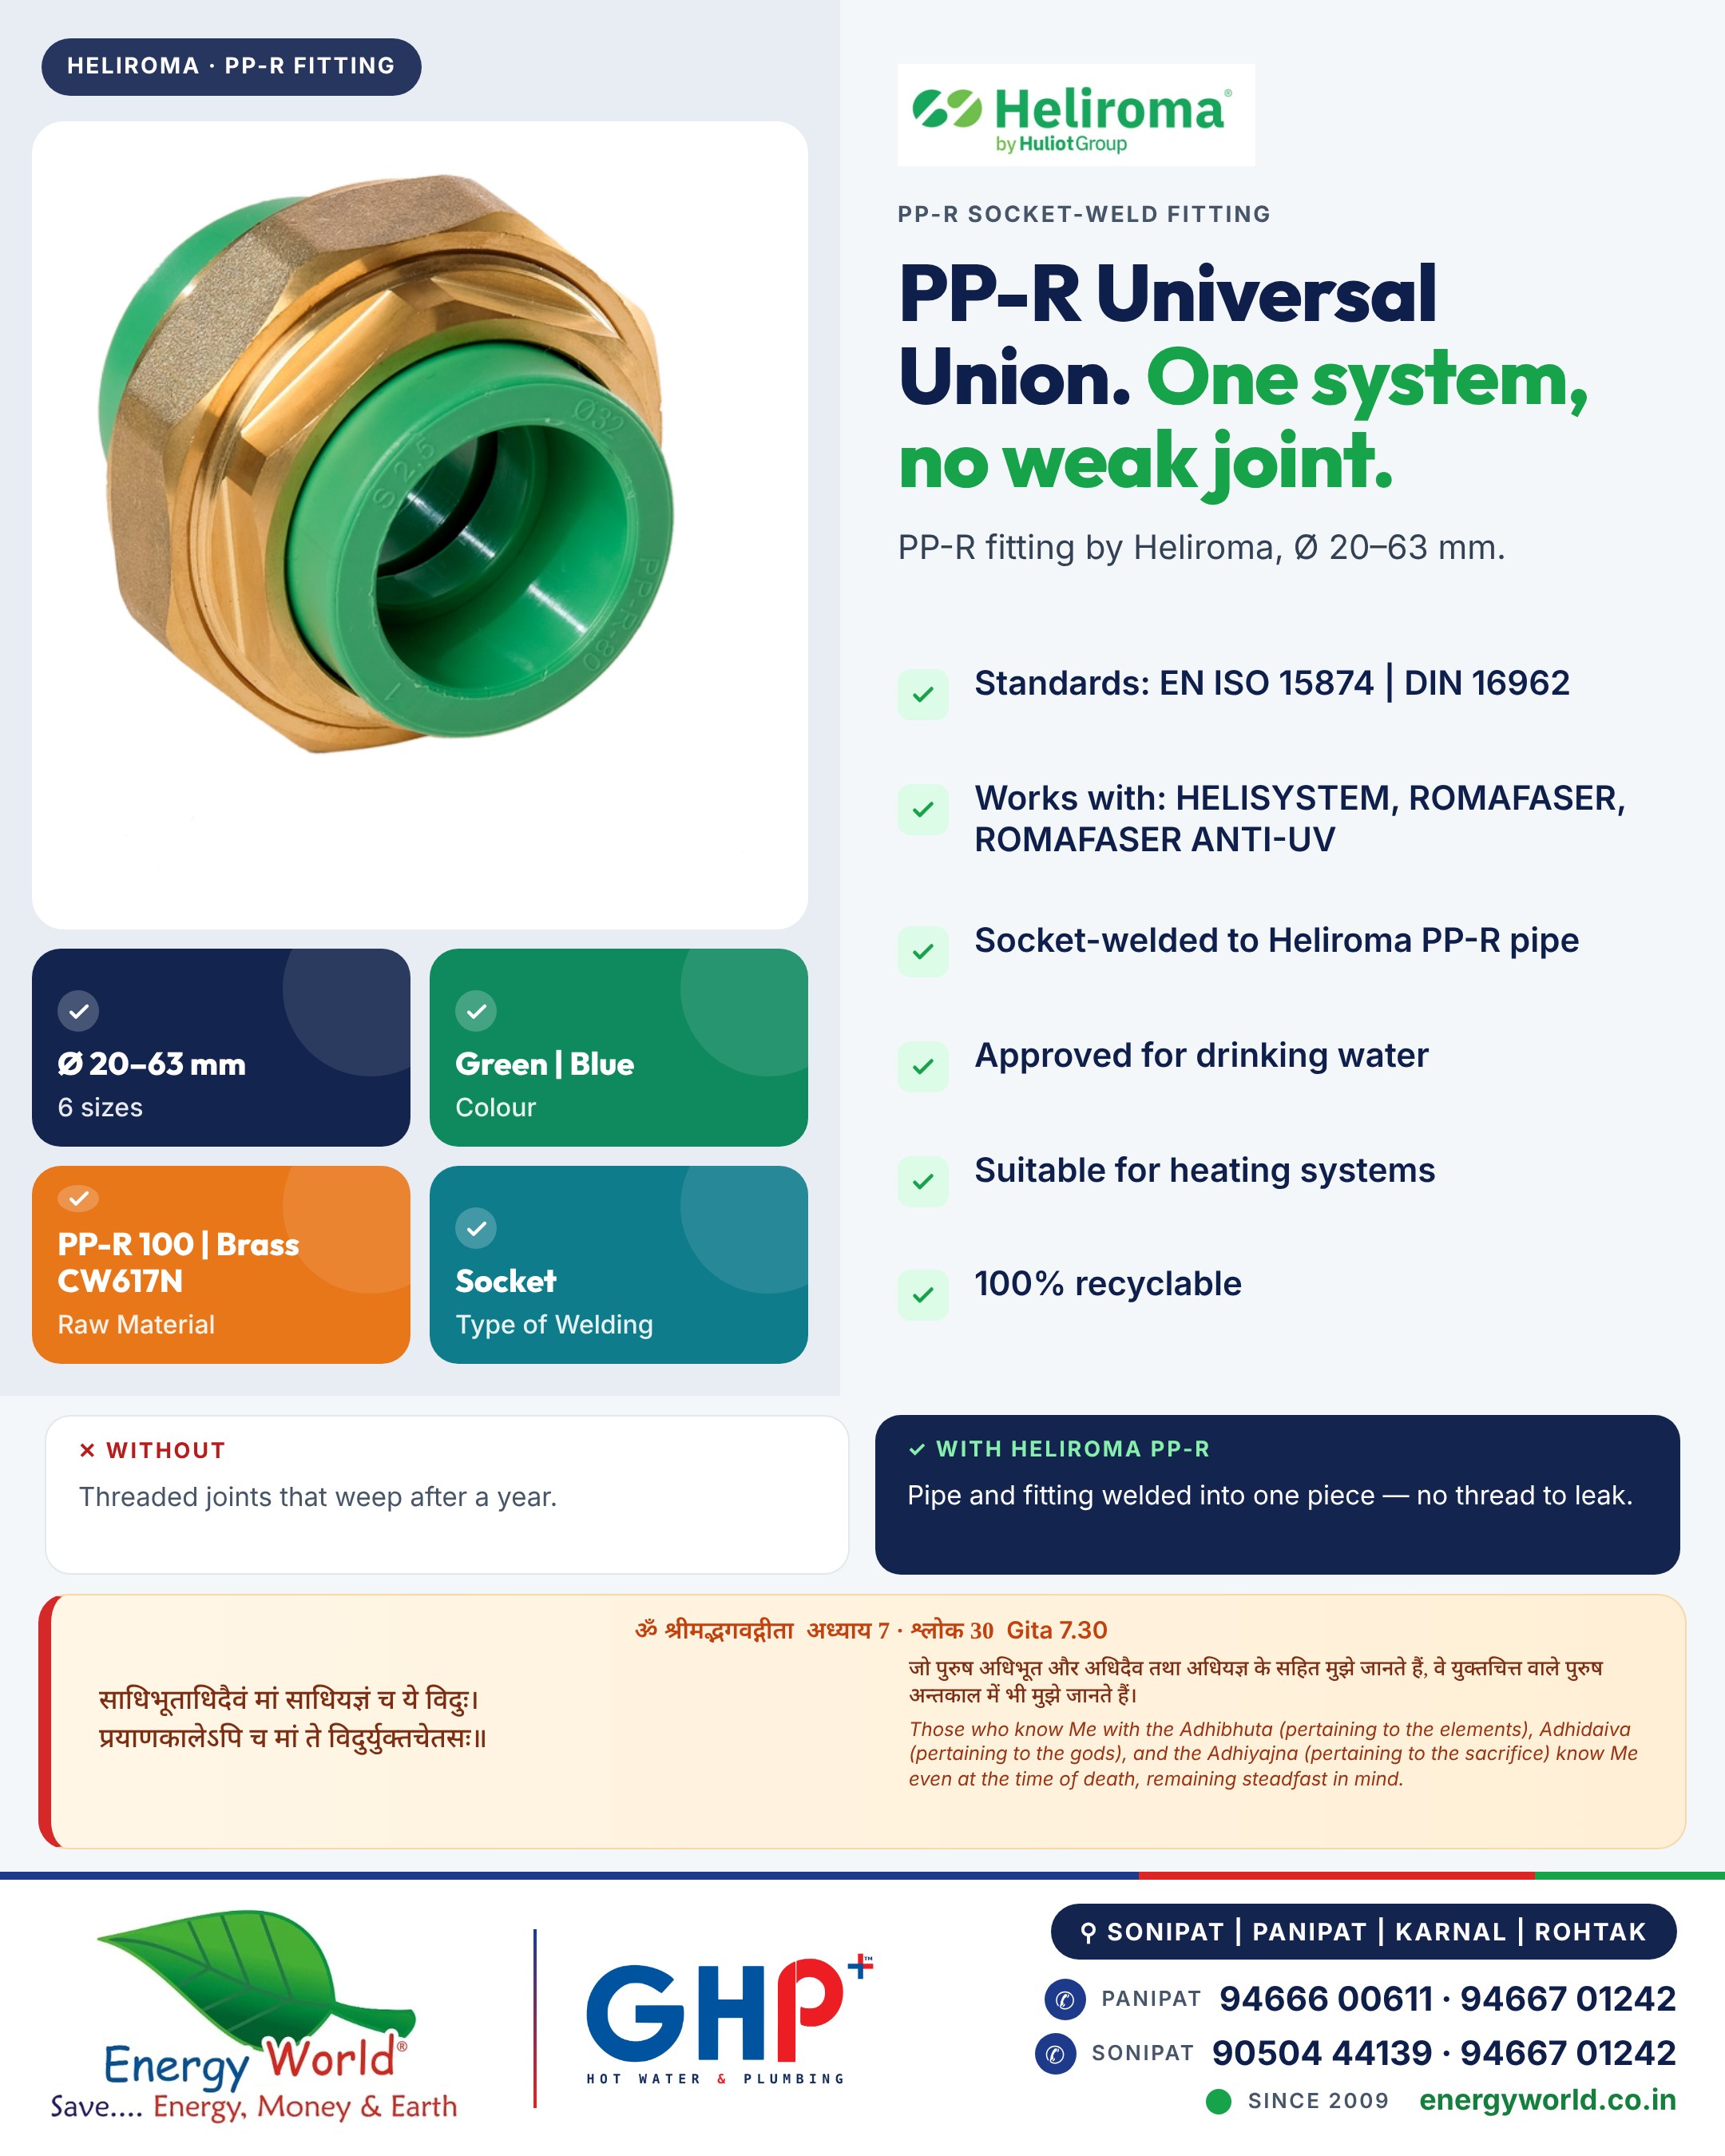 HELIROMA · PP-R FITTING
Ø32
S 2.5
PP-R-80
Ø 20–63 mm
6 sizes
Green | Blue
Colour
PP-R 100 | Brass
CW617N
Raw Material
Socket
Type of Welding
Heliroma®
by Huliot Group
PP-R SOCKET-WELD FITTING
PP-R Universal
Union. One system,
no weak joint.
PP-R fitting by Heliroma, Ø 20–63 mm.
Standards: EN ISO 15874 | DIN 16962
Works with: HELISYSTEM, ROMAFASER,
ROMAFASER ANTI-UV
Socket-welded to Heliroma PP-R pipe
Approved for drinking water
Suitable for heating systems
100% recyclable
✕ WITHOUT
Threaded joints that weep after a year.
✓ WITH HELIROMA PP-R
Pipe and fitting welded into one piece — no thread to leak.
ॐ श्रीमद्भगवद्गीता अध्याय 7 · श्लोक 30 Gita 7.30
साधिभूताधिदैवं मां साधियज्ञं च ये विदुः।
प्रयाणकालेऽपि च मां ते विदुर्युक्तचेतसः॥
जो पुरुष अधिभूत और अधिदैव तथा अधियज्ञ के सहित मुझे जानते हैं, वे युक्तचित्त वाले पुरुष
अन्तकाल में भी मुझे जानते हैं।
Those who know Me with the Adhibhuta (pertaining to the elements), Adhidaiva
(pertaining to the gods), and the Adhiyajna (pertaining to the sacrifice) know Me
even at the time of death, remaining steadfast in mind.
Energy World®
Save.... Energy, Money & Earth
GHP+™
HOT WATER & PLUMBING
SONIPAT | PANIPAT | KARNAL | ROHTAK
PANIPAT 94666 00611 · 94667 01242
SONIPAT 90504 44139 · 94667 01242
SINCE 2009 energyworld.co.in